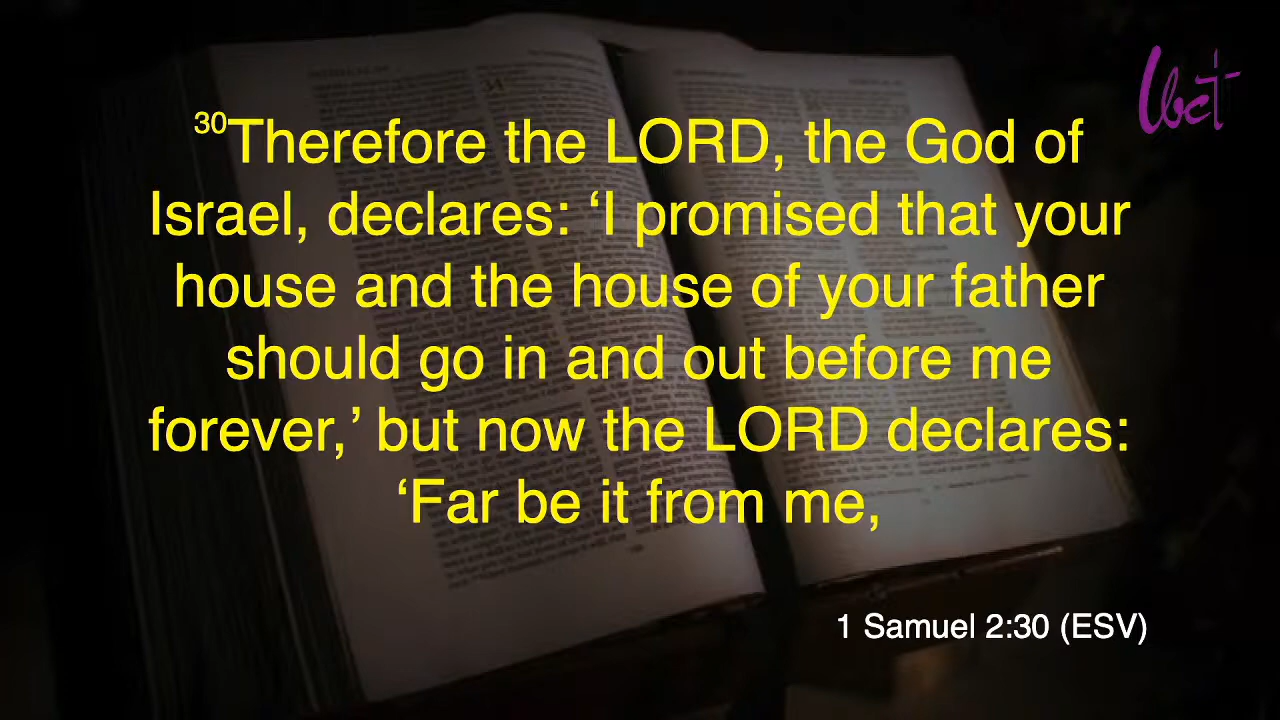 lbct
30Therefore the LORD, the God of
Israel, declares: ‘I promised that your
house and the house of your father
should go in and out before me
forever,’ but now the LORD declares:
‘Far be it from me,
1 Samuel 2:30 (ESV)